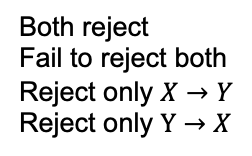 Both reject
Fail to reject both
Reject only 𝑋 → 𝑌
Reject only Y → 𝑋